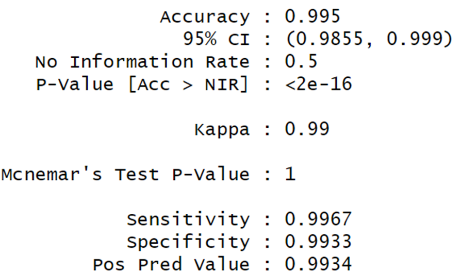 Accuracy : 0.995
95% CI : (0.9855, 0.999)
No Information Rate : 0.5
P-Value [Acc > NIR] : <2e-16
Kappa : 0.99
Mcnemar's Test P-Value : 1
Sensitivity : 0.9967
Specificity : 0.9933
Pos Pred Value : 0.9934